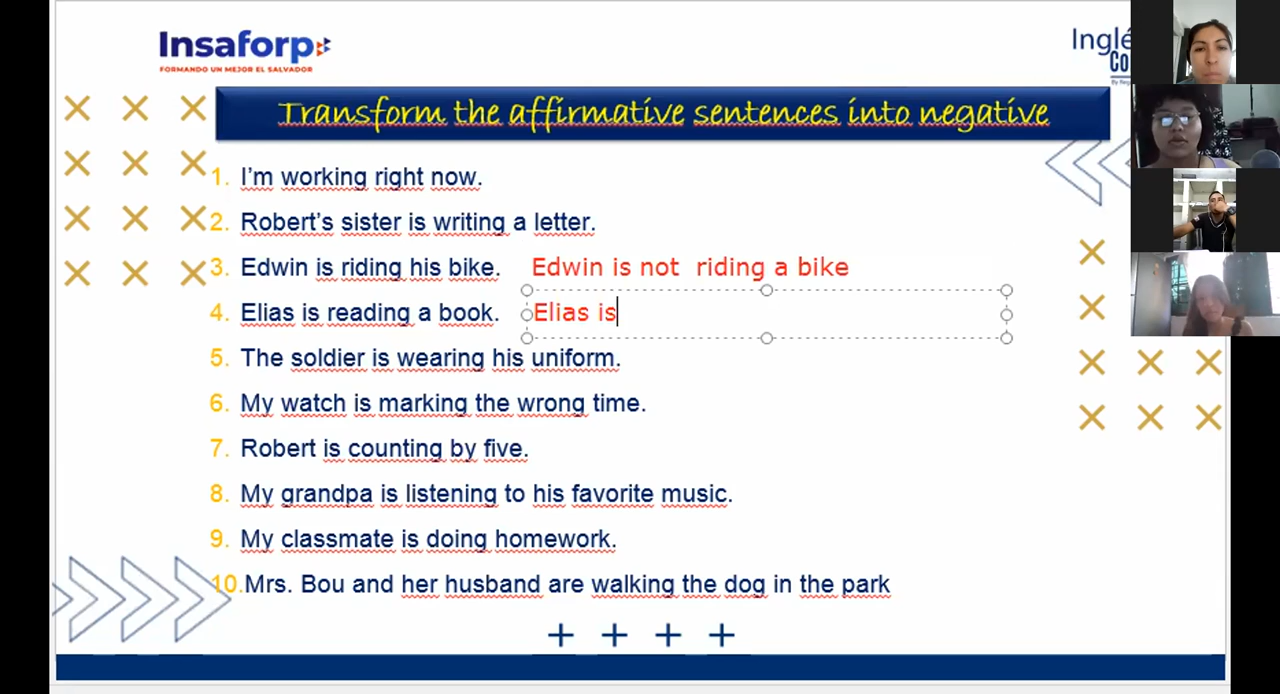 Insaforp
FORMANDO UN MEJOR EL SALVADOR
Inglé
CO
Transform the affirmative sentences into negative
1. I'm working right now.
2. Robert's sister is writing a letter.
3. Edwin is riding his bike. Edwin is not  riding a bike
4. Elias is reading a book. Elias is
5. The soldier is wearing his uniform.
6. My watch is marking the wrong time.
7. Robert is counting by five.
8. My grandpa is listening to his favorite music.
9. My classmate is doing homework.
10. Mrs. Bou and her husband are walking the dog in the park